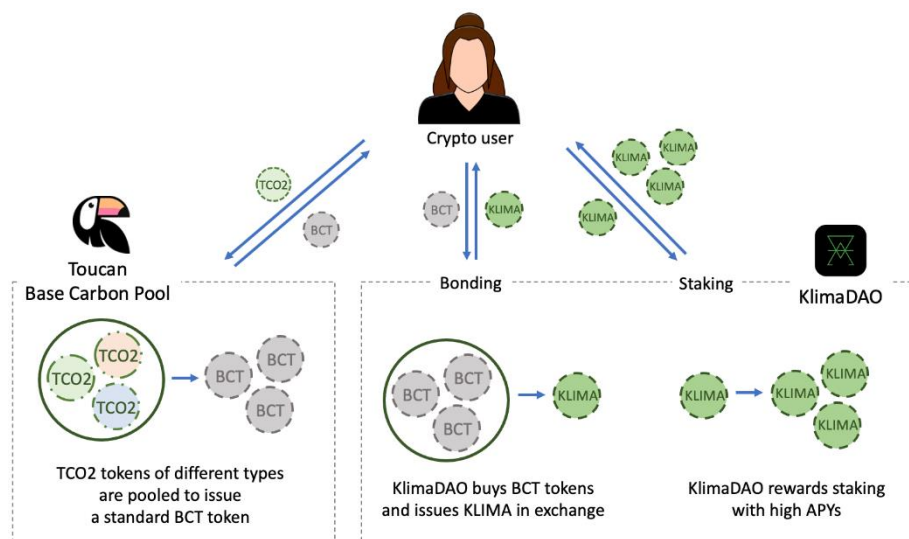 Crypto user
TCO2
BCT
BCT
KLIMA
KLIMA
KLIMA
KLIMA
KLIMA
Toucan
Base Carbon Pool
Bonding
Staking
KlimaDAO
TCO2
TCO2
TCO2
BCT
BCT
BCT
TCO2 tokens of different types
are pooled to issue
a standard BCT token
BCT
BCT
BCT
KLIMA
KlimaDAO buys BCT tokens
and issues KLIMA in exchange
KLIMA
KLIMA
KLIMA
KLIMA
KlimaDAO rewards staking
with high APYs